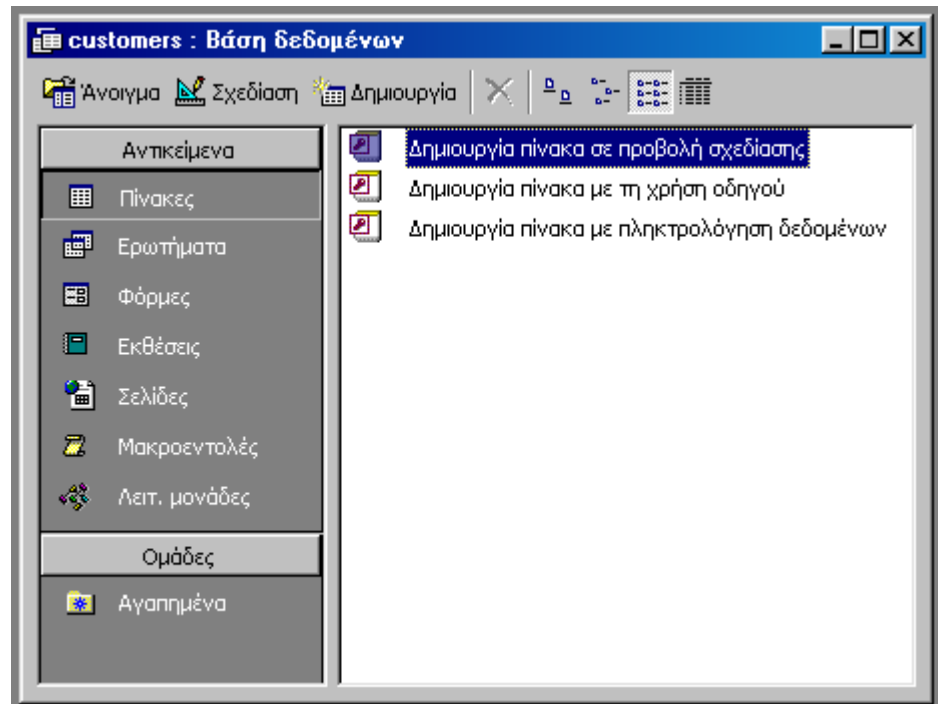 customers : Βάση δεδομένων
Άνοιγμα Σχεδίαση Δημιουργία
Αντικείμενα
Πίνακες
Ερωτήματα
Φόρμες
Εκθέσεις
Σελίδες
Μακροεντολές
Λειτ. μονάδες
Ομάδες
Αγαπημένα
Δημιουργία πίνακα σε προβολή σχεδίασης
Δημιουργία πίνακα με τη χρήση οδηγού
Δημιουργία πίνακα με πληκτρολόγηση δεδομένων